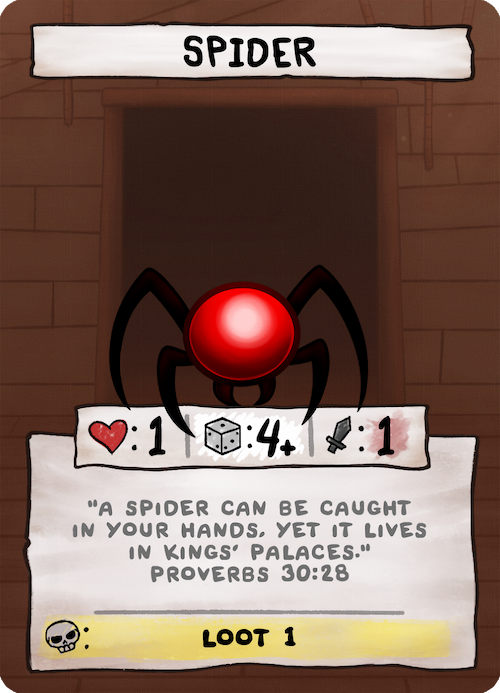 SPIDER
:1 :4+ :1
"A SPIDER CAN BE CAUGHT
IN YOUR HANDS, YET IT LIVES
IN KINGS' PALACES."
PROVERBS 30:28
: LOOT 1